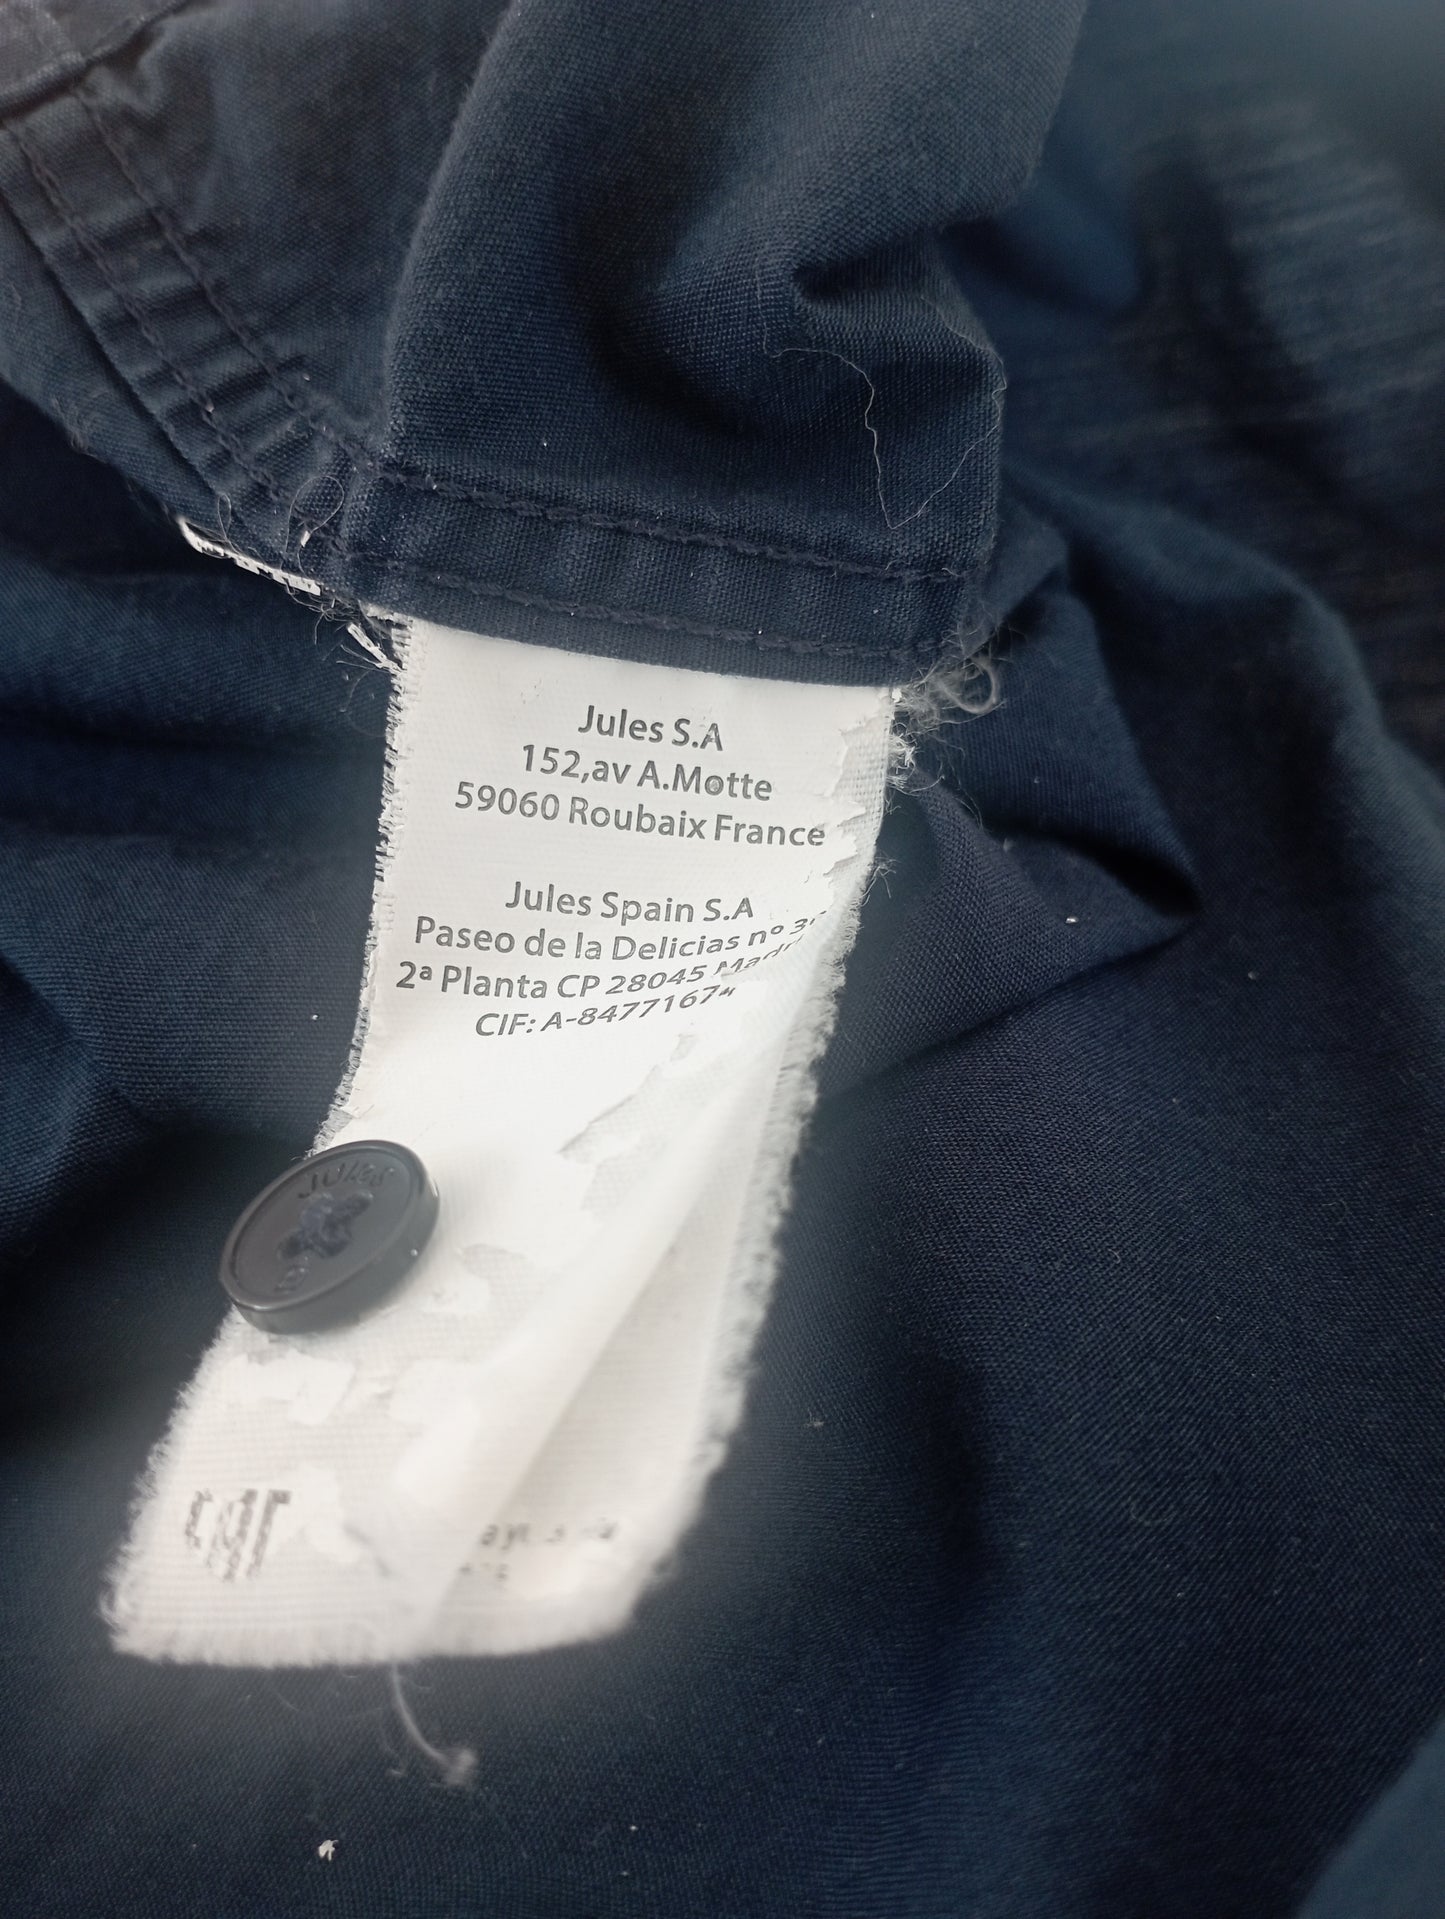 Jules S.A
152,av A.Motte
59060 Roubaix France
Jules Spain S.A
Paseo de la Delicias nº
2ª Planta CP 28045
CIF:
JULES